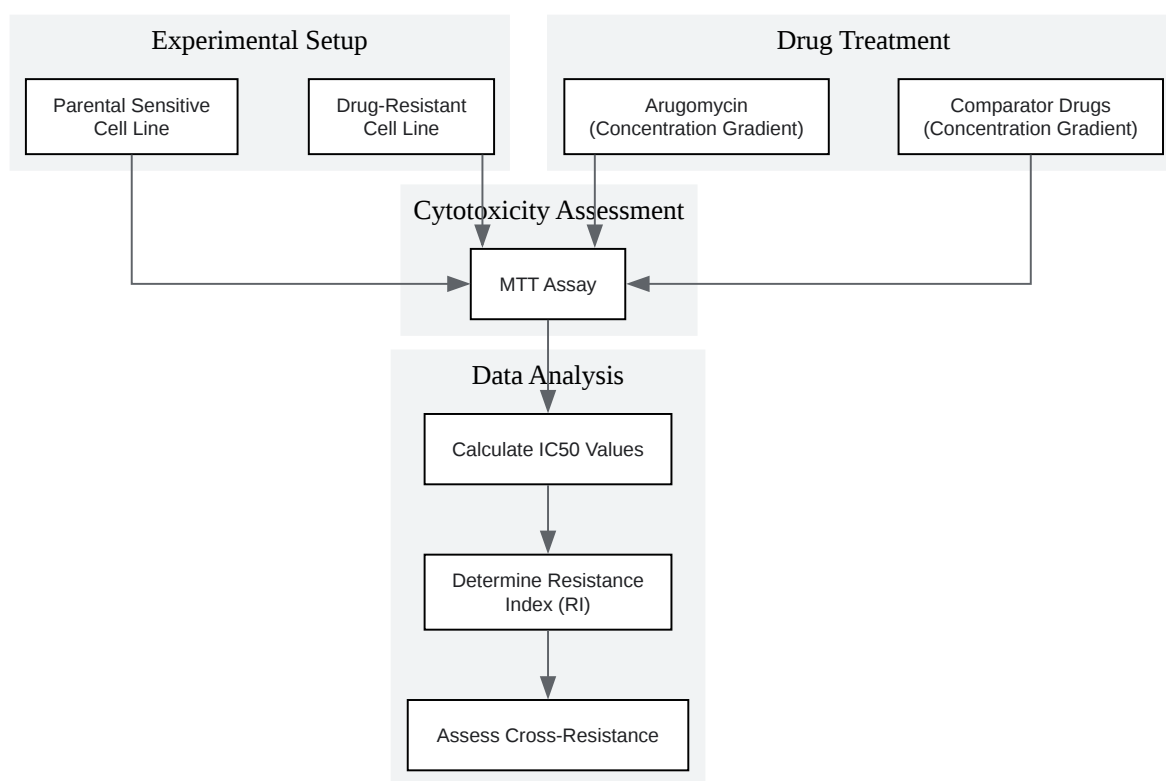 Experimental Setup
Drug Treatment
Parental Sensitive
Cell Line
Drug-Resistant
Cell Line
Arugomycin
(Concentration Gradient)
Comparator Drugs
(Concentration Gradient)
Cytotoxicity Assessment
MTT Assay
Data Analysis
Calculate IC50 Values
Determine Resistance
Index (RI)
Assess Cross-Resistance